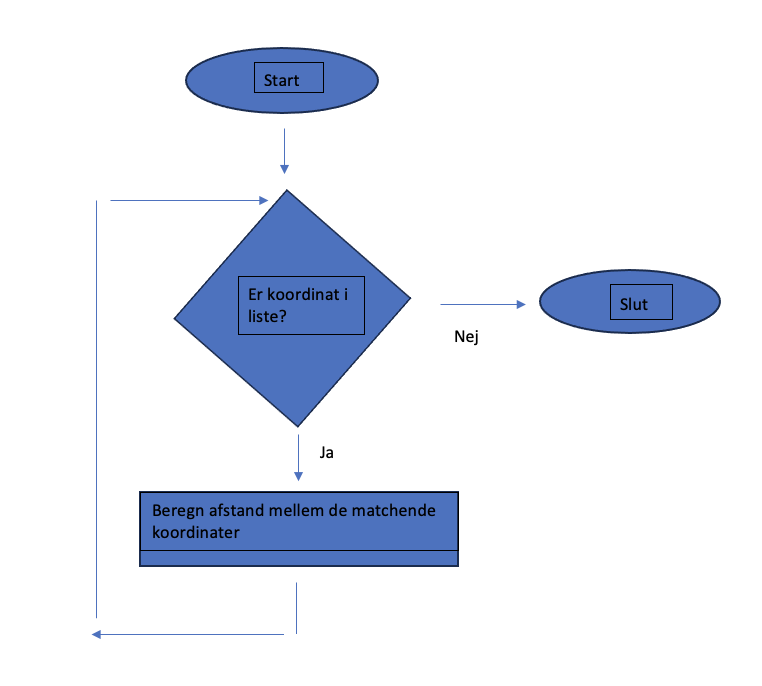 Start
Er koordinat i
liste?
Slut
Nej
Ja
Beregn afstand mellem de matchende
koordinater